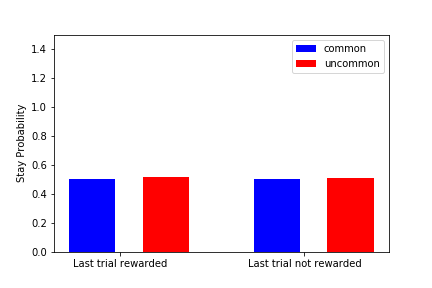 1.4
1.2
1.0
0.8
0.6
0.4
0.2
0.0
Stay Probability
common
uncommon
Last trial rewarded
Last trial not rewarded